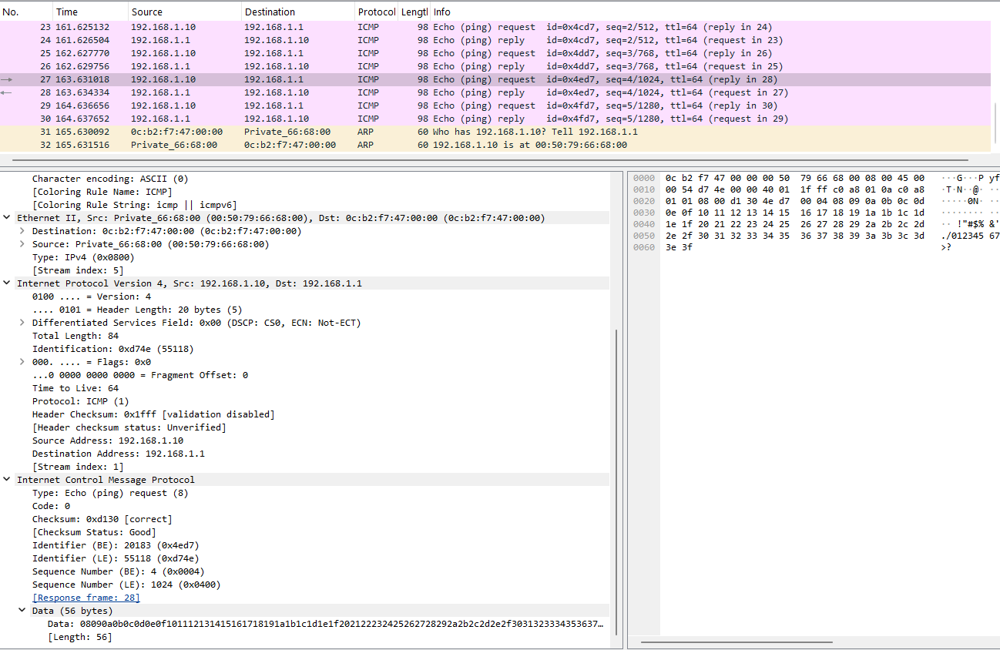 No. Time Source Destination Protocol Lengtl Info
23 161.625132 192.168.1.10 192.168.1.1 ICMP 98 Echo (ping) request id=0x4cd7, seq=2/512, ttl=64 (reply in 24)
24 161.626504 192.168.1.1 192.168.1.10 ICMP 98 Echo (ping) reply id=0x4cd7, seq=2/512, ttl=64 (request in 23)
25 162.627770 192.168.1.10 192.168.1.1 ICMP 98 Echo (ping) request id=0x4dd7, seq=3/768, ttl=64 (reply in 26)
26 162.629756 192.168.1.1 192.168.1.10 ICMP 98 Echo (ping) reply id=0x4dd7, seq=3/768, ttl=64 (request in 25)
27 163.631018 192.168.1.10 192.168.1.1 ICMP 98 Echo (ping) request id=0x4ed7, seq=4/1024, ttl=64 (reply in 28)
28 163.634334 192.168.1.1 192.168.1.10 ICMP 98 Echo (ping) reply id=0x4ed7, seq=4/1024, ttl=64 (request in 27)
29 164.636656 192.168.1.10 192.168.1.1 ICMP 98 Echo (ping) request id=0x4fd7, seq=5/1280, ttl=64 (reply in 30)
30 164.637652 192.168.1.1 192.168.1.10 ICMP 98 Echo (ping) reply id=0x4fd7, seq=5/1280, ttl=64 (request in 29)
31 165.630092 0c:b2:f7:47:00:00 Private_66:68:00 ARP 60 Who has 192.168.1.10? Tell 192.168.1.1
32 165.631516 Private_66:68:00 0c:b2:f7:47:00:00 ARP 60 192.168.1.10 is at 00:50:79:66:68:00
Character encoding: ASCII (0)
[Coloring Rule Name: ICMP]
[Coloring Rule String: icmp || icmpv6]
Ethernet II, Src: Private_66:68:00 (00:50:79:66:68:00), Dst: 0c:b2:f7:47:00:00 (0c:b2:f7:47:00:00)
Destination: 0c:b2:f7:47:00:00 (0c:b2:f7:47:00:00)
Source: Private_66:68:00 (00:50:79:66:68:00)
Type: IPv4 (0x0800)
[Stream index: 5]
Internet Protocol Version 4, Src: 192.168.1.10, Dst: 192.168.1.1
0100 .... = Version: 4
.... 0101 = Header Length: 20 bytes (5)
Differentiated Services Field: 0x00 (DSCP: CS0, ECN: Not-ECT)
Total Length: 84
Identification: 0xd74e (55118)
000. .... = Flags: 0x0
...0 0000 0000 0000 = Fragment Offset: 0
Time to Live: 64
Protocol: ICMP (1)
Header Checksum: 0x1fff [validation disabled]
[Header checksum status: Unverified]
Source Address: 192.168.1.10
Destination Address: 192.168.1.1
[Stream index: 1]
Internet Control Message Protocol
Type: Echo (ping) request (8)
Code: 0
Checksum: 0xd130 [correct]
[Checksum Status: Good]
Identifier (BE): 20183 (0x4ed7)
Identifier (LE): 55118 (0xd74e)
Sequence Number (BE): 4 (0x0004)
Sequence Number (LE): 1024 (0x0400)
[Response frame: 28]
Data (56 bytes)
Data: 08090a0b0c0d0e0f101112131415161718191a1b1c1d1e1f202122232425262728292a2b2c2d2e2f3031323334353637…
[Length: 56]
0000 0c b2 f7 47 00 00 00 50 79 66 68 00 08 00 45 00 ···G···P yf
0010 00 54 d7 4e 00 00 40 01 1f ff c0 a8 01 0a c0 a8 ·T·N··@·
0020 01 01 08 00 d1 30 4e d7 00 04 08 09 0a 0b 0c 0d ·····0N·
0030 0e 0f 10 11 12 13 14 15 16 17 18 19 1a 1b 1c 1d ········ ··
0040 1e 1f 20 21 22 23 24 25 26 27 28 29 2a 2b 2c 2d ·· !"#$% &'
0050 2e 2f 30 31 32 33 34 35 36 37 38 39 3a 3b 3c 3d ./012345 67
0060 3e 3f >?